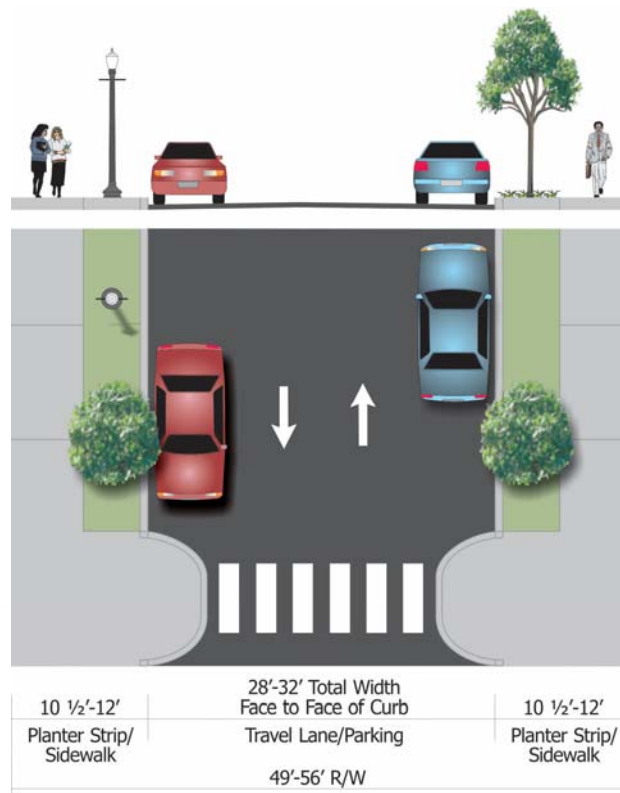 28'-32' Total Width
Face to Face of Curb
10 ½'-12'
10 ½'-12'
Planter Strip/
Sidewalk
Travel Lane/Parking
Planter Strip/
Sidewalk
49'-56' R/W